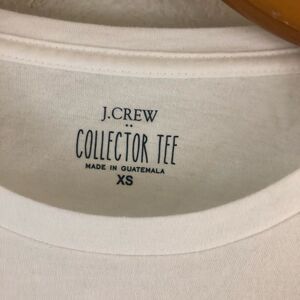 J.CREW
COLLECTOR TEE
MADE IN GUATEMALA
XS